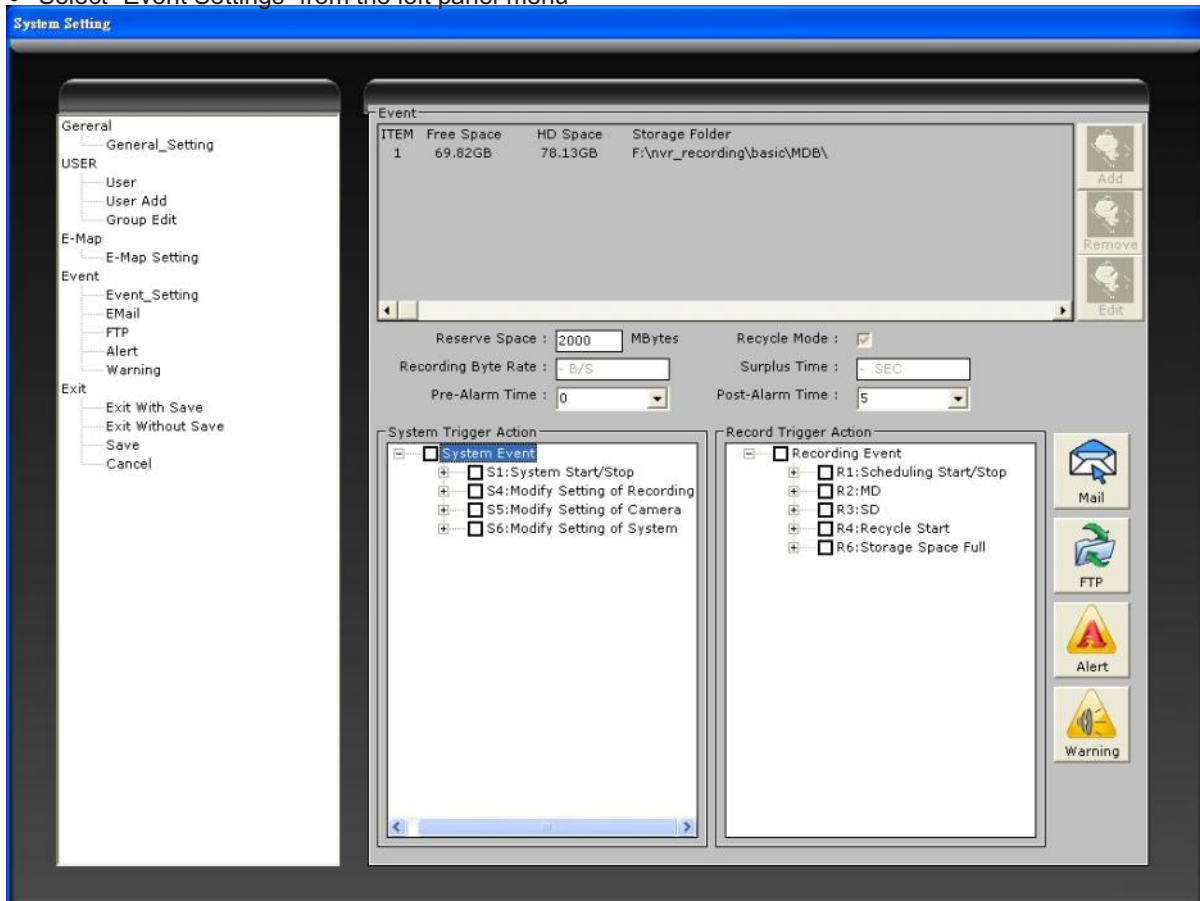 • Select "Event Settings" from the left panel menu
System Setting
Gereral
General_Setting
USER
User
User Add
Group Edit
E-Map
E-Map Setting
Event
Event_Setting
EMail
FTP
Alert
Warning
Exit
Exit With Save
Exit Without Save
Save
Cancel
Event
ITEM Free Space HD Space Storage Folder
1 69.82GB 78.13GB F:\nvr_recording\basic\MDB\
Add
Remove
Edit
Reserve Space : 2000 MBytes Recycle Mode :
Recording Byte Rate : - B/S Surplus Time : - SEC
Pre-Alarm Time : 0 Post-Alarm Time : 5
System Trigger Action
System Event
S1:System Start/Stop
S4:Modify Setting of Recording
S5:Modify Setting of Camera
S6:Modify Setting of System
Record Trigger Action
Recording Event
R1:Scheduling Start/Stop
R2:MD
R3:SD
R4:Recycle Start
R6:Storage Space Full
Mail
FTP
A
Alert
Warning